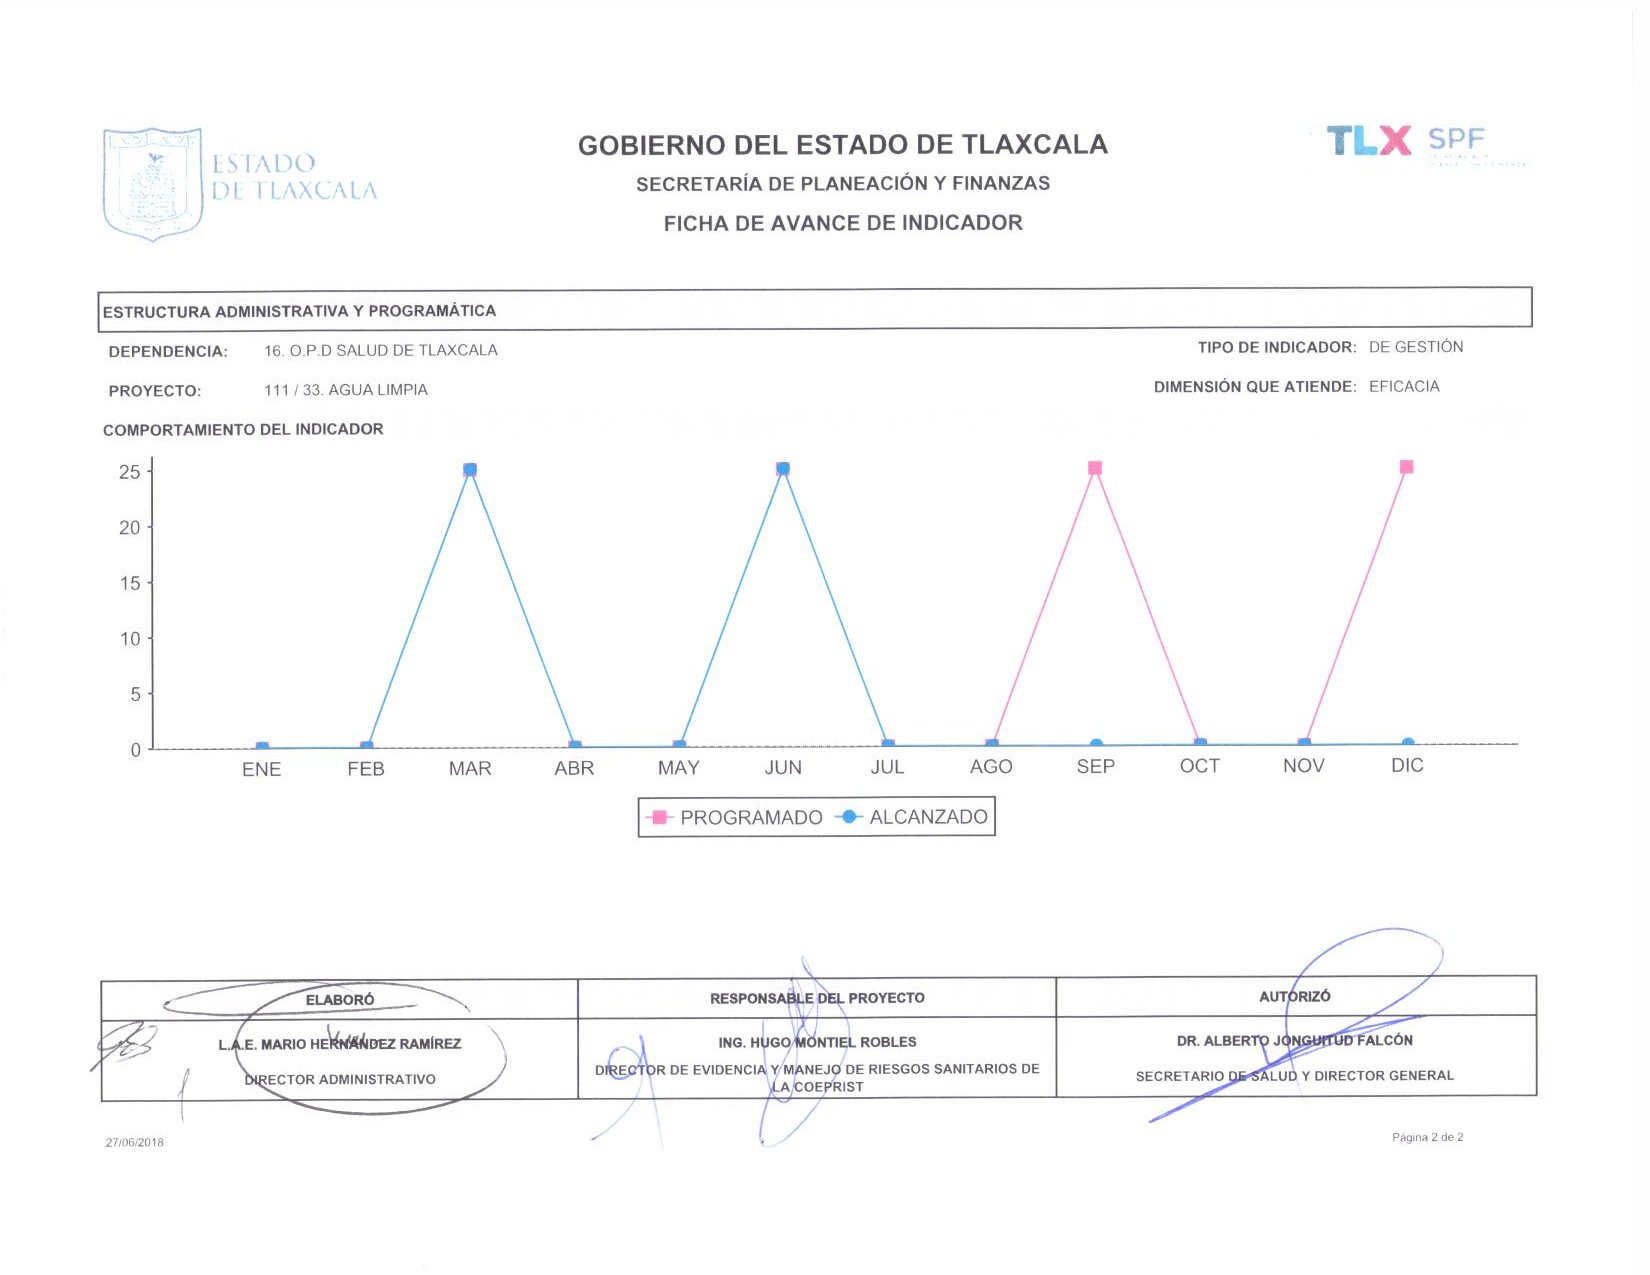 ESTADO
DE TLAXCALA
GOBIERNO DEL ESTADO DE TLAXCALA
SECRETARÍA DE PLANEACIÓN Y FINANZAS
FICHA DE AVANCE DE INDICADOR
TLX SPF
ESTRUCTURA ADMINISTRATIVA Y PROGRAMÁTICA
DEPENDENCIA: 16. O.P.D SALUD DE TLAXCALA
TIPO DE INDICADOR: DE GESTIÓN
PROYECTO: 111 / 33. AGUA LIMPIA
DIMENSIÓN QUE ATIENDE: EFICACIA
COMPORTAMIENTO DEL INDICADOR
25
20
15
10
5
0
ENE FEB MAR ABR MAY JUN JUL AGO SEP OCT NOV DIC
PROGRAMADO ALCANZADO
ELABORÓ
L.A.E. MARIO HERNÁNDEZ RAMÍREZ
DIRECTOR ADMINISTRATIVO
RESPONSABLE DEL PROYECTO
ING. HUGO MONTIEL ROBLES
DIRECTOR DE EVIDENCIA Y MANEJO DE RIESGOS SANITARIOS DE
LA COEPRIST
AUTORIZÓ
DR. ALBERTO JONGUITUD FALCÓN
SECRETARIO DE SALUD Y DIRECTOR GENERAL
27/06/2018
Página 2 de 2